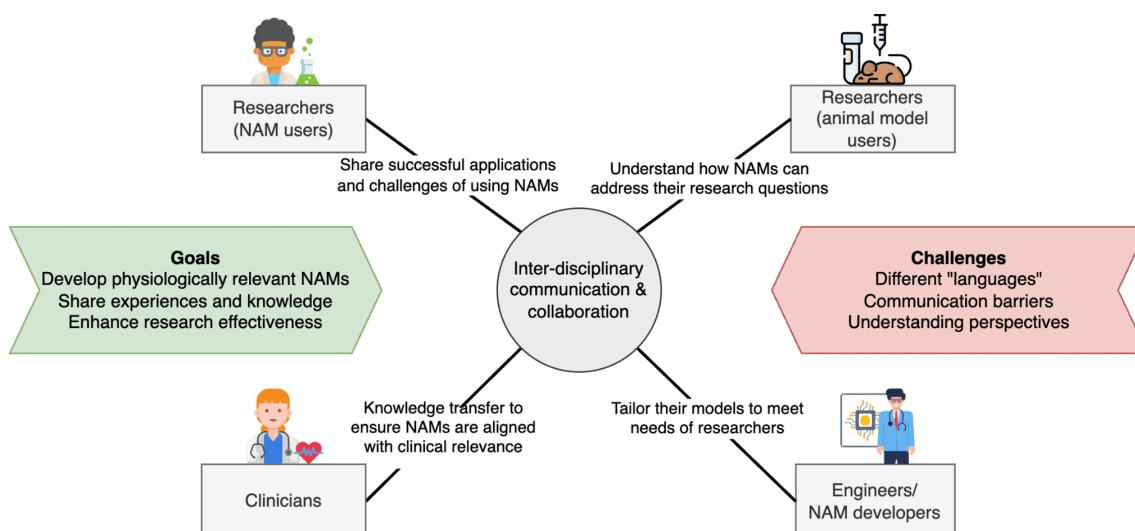 Researchers
(NAM users)
Researchers
(animal model
users)
Share successful applications
and challenges of using NAMs
Understand how NAMs can
address their research questions
Goals
Develop physiologically relevant NAMs
Share experiences and knowledge
Enhance research effectiveness
Inter-disciplinary
communication &
collaboration
Challenges
Different "languages"
Communication barriers
Understanding perspectives
Knowledge transfer to
ensure NAMs are aligned
with clinical relevance
Tailor their models to meet
needs of researchers
Clinicians
Engineers/
NAM developers